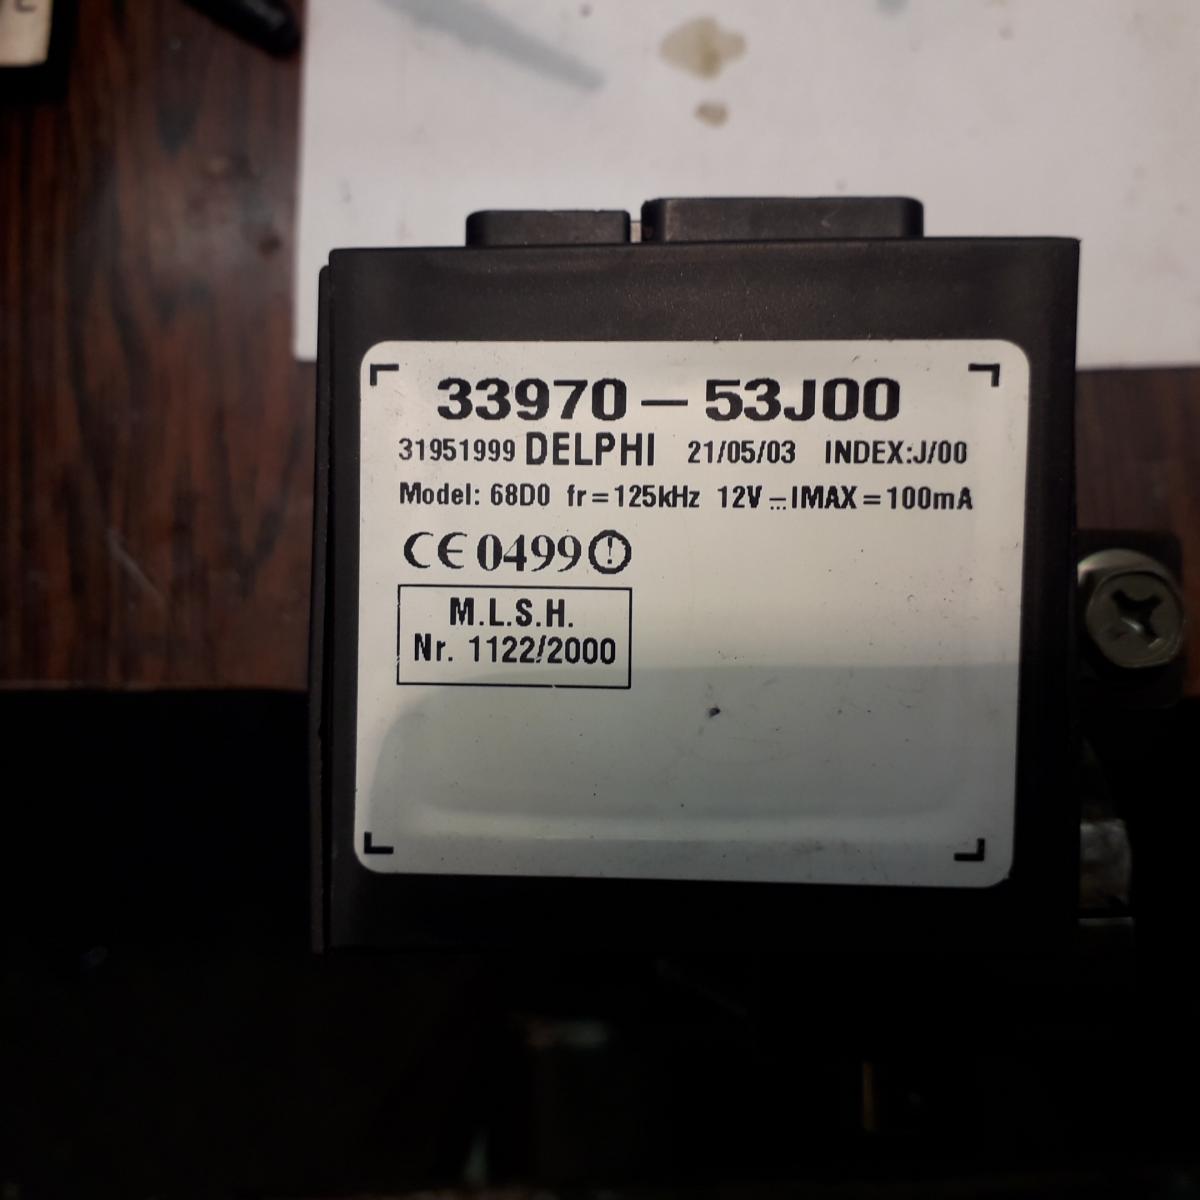 33970-53J00
31951999 DELPHI 21/05/03 INDEX:J/00
Model: 68D0 fr=125kHz 12V ⎓ IMAX=100mA
CE 0499 !
M.L.S.H.
Nr. 1122/2000